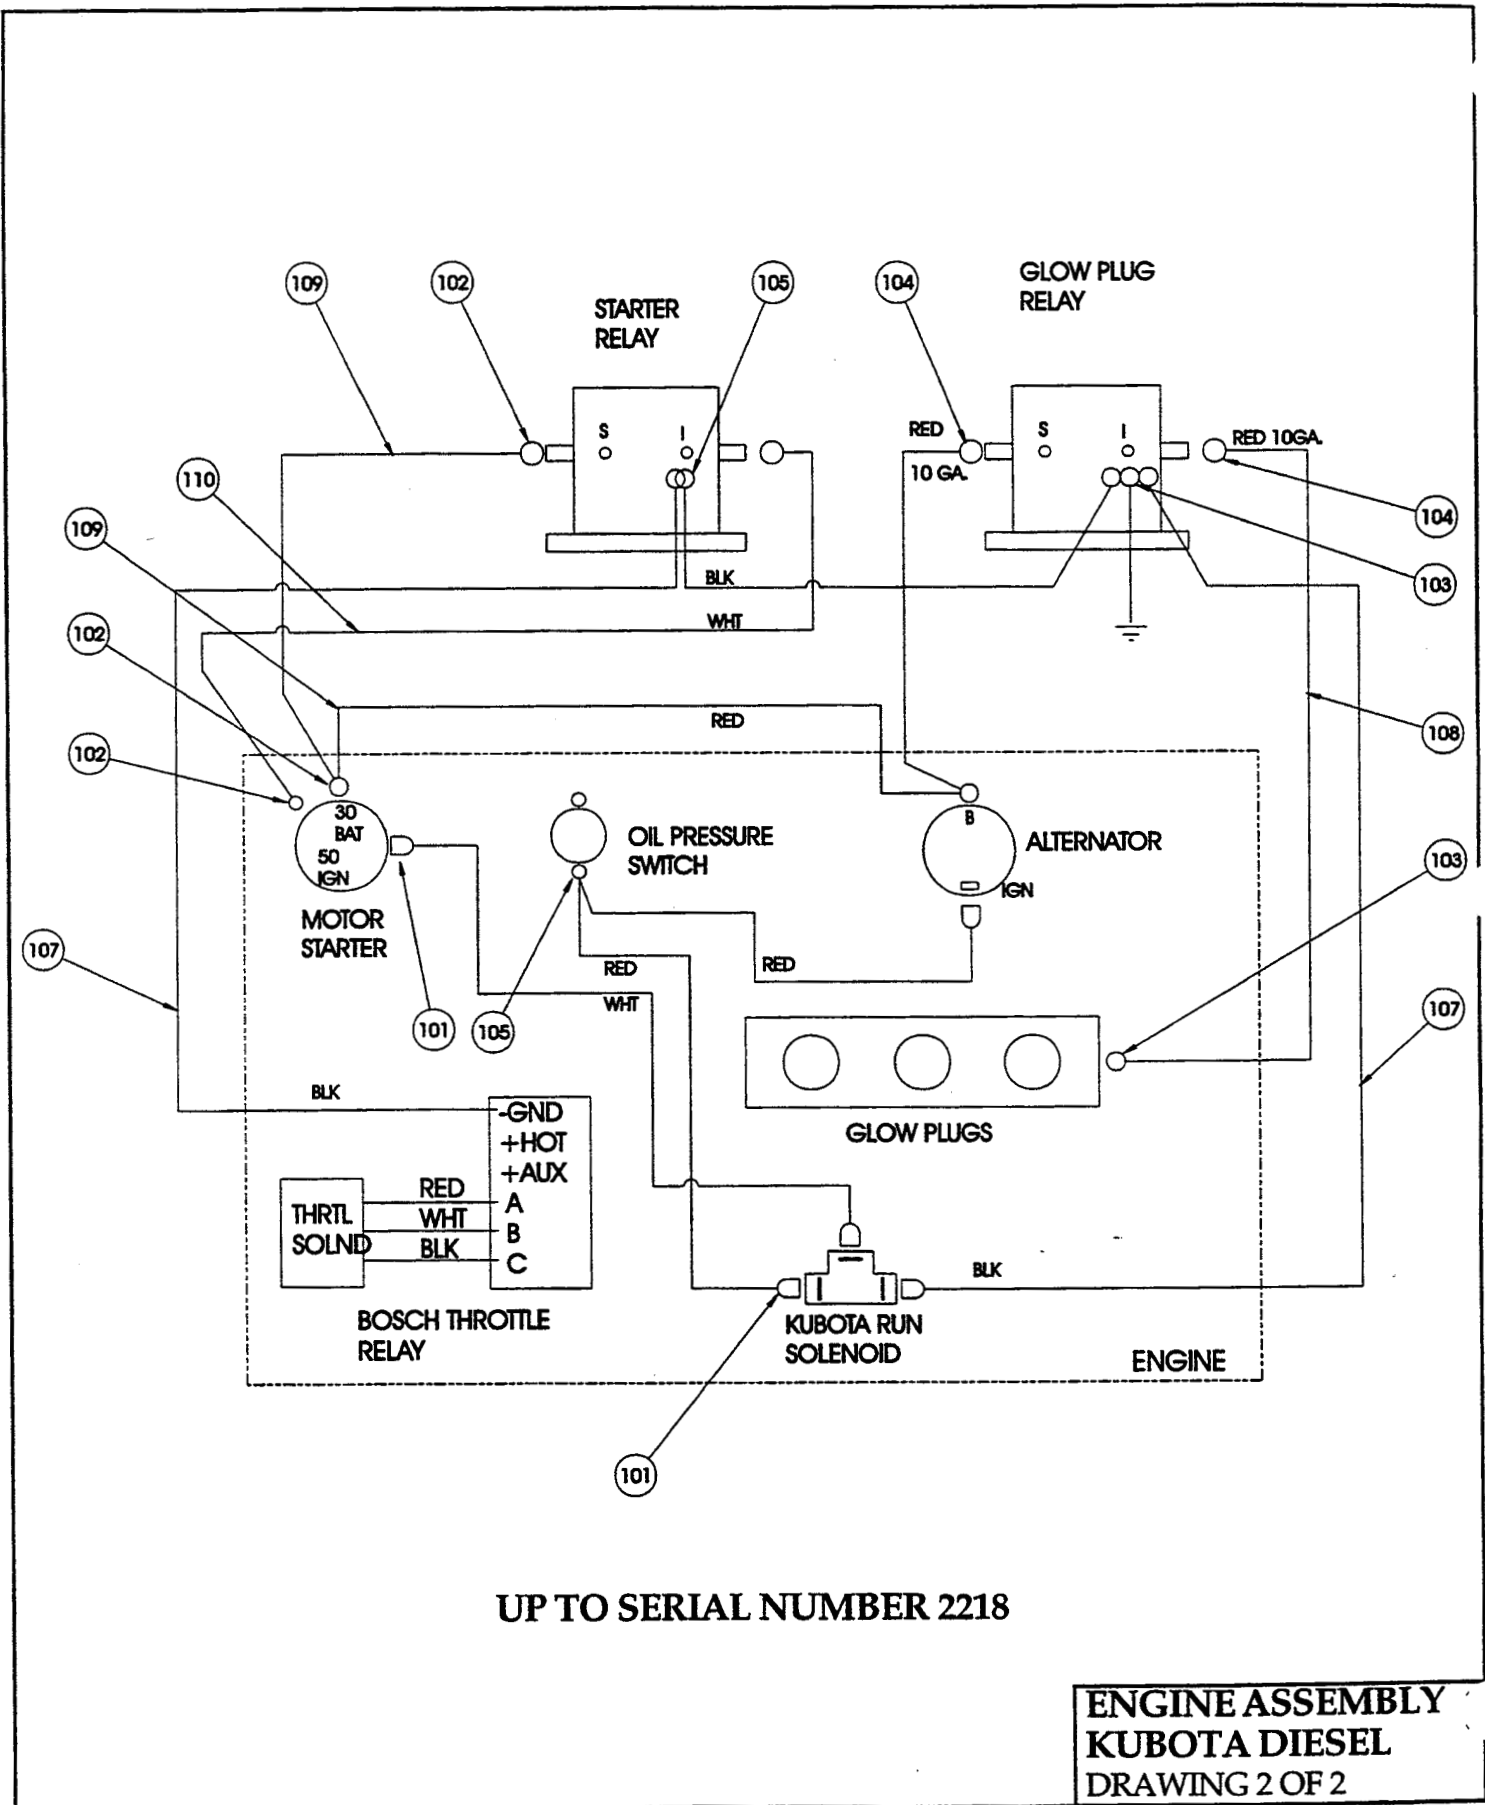 GLOW PLUG
RELAY
109
102
105
104
STARTER
RELAY
S
I
S
I
RED
10 GA.
RED 10GA.
110
104
109
BLK
103
WHT
102
RED
108
102
30
BAT
50
IGN
OIL PRESSURE
SWITCH
B
ALTERNATOR
IGN
103
MOTOR
STARTER
107
RED
RED
WHT
101
105
107
BLK
GLOW PLUGS
-GND
+HOT
+AUX
A
B
C
RED
WHT
BLK
THRTL
SOLND
BLK
BOSCH THROTTLE
RELAY
KUBOTA RUN
SOLENOID
ENGINE
101
UP TO SERIAL NUMBER 2218
ENGINE ASSEMBLY
KUBOTA DIESEL
DRAWING 2 OF 2